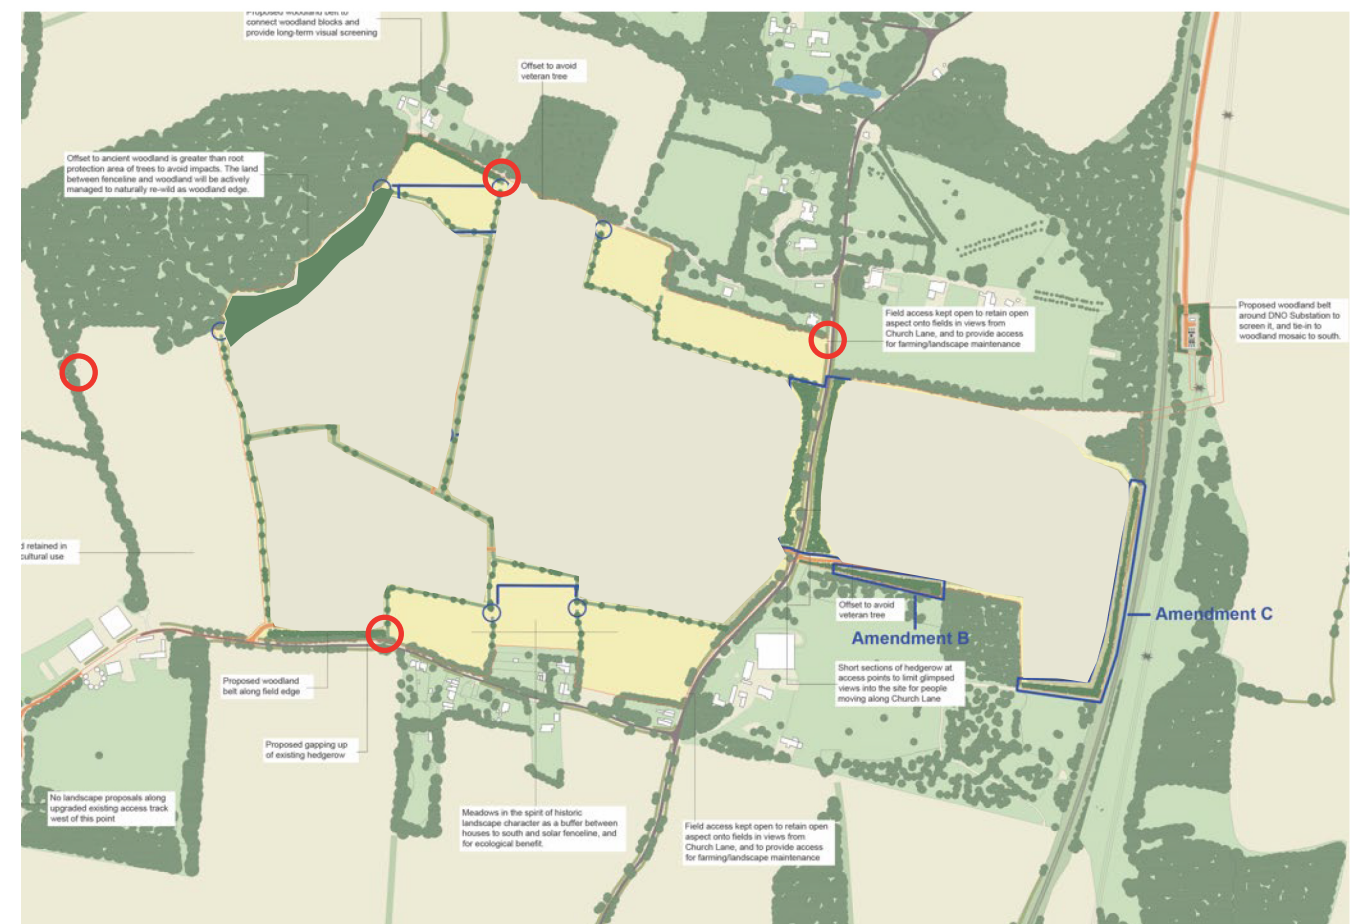 Proposed woodland belt to
connect woodland blocks and
provide long-term visual screening
Offset to avoid
veteran tree
Offset to ancient woodland is greater than root
protection area of trees to avoid impacts. The land
between fenceline and woodland will be actively
managed to naturally re-wild as woodland edge.
Field access kept open to retain open
aspect onto fields in views from
Church Lane, and to provide access
for farming/landscape maintenance
Proposed woodland belt
around DNO Substation to
screen it, and tie-in to
woodland mosaic to south.
d retained in
cultural use
Offset to avoid
veteran tree
Amendment B
Amendment C
Short sections of hedgerow at
access points to limit glimpsed
views into the site for people
moving along Church Lane
Proposed woodland
belt along field edge
Proposed gapping up
of existing hedgerow
No landscape proposals along
upgraded existing access track
west of this point
Meadows in the spirit of historic
landscape character as a buffer between
houses to south and solar fenceline, and
for ecological benefit.
Field access kept open to retain open
aspect onto fields in views from
Church Lane, and to provide access
for farming/landscape maintenance